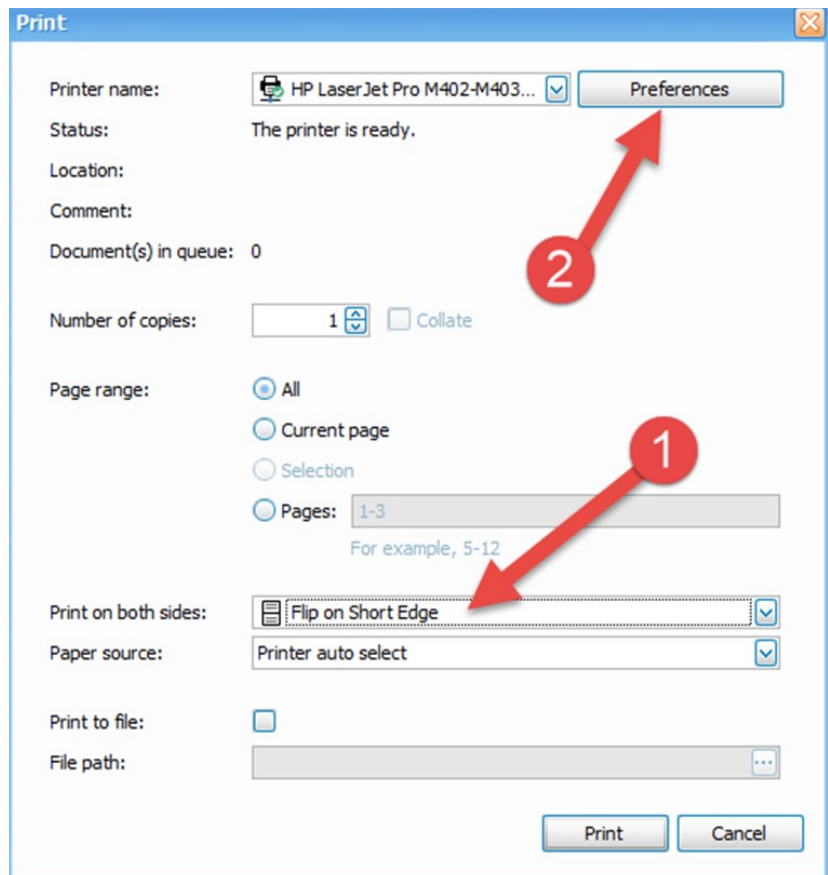 Print
Printer name: HP LaserJet Pro M402-M403... Preferences
Status: The printer is ready.
Location:
Comment:
Document(s) in queue: 0
2
Number of copies: 1 Collate
Page range: All
Current page
1
Selection
Pages: 1-3
For example, 5-12
Print on both sides: Flip on Short Edge
Paper source: Printer auto select
Print to file:
File path: ...
Print Cancel